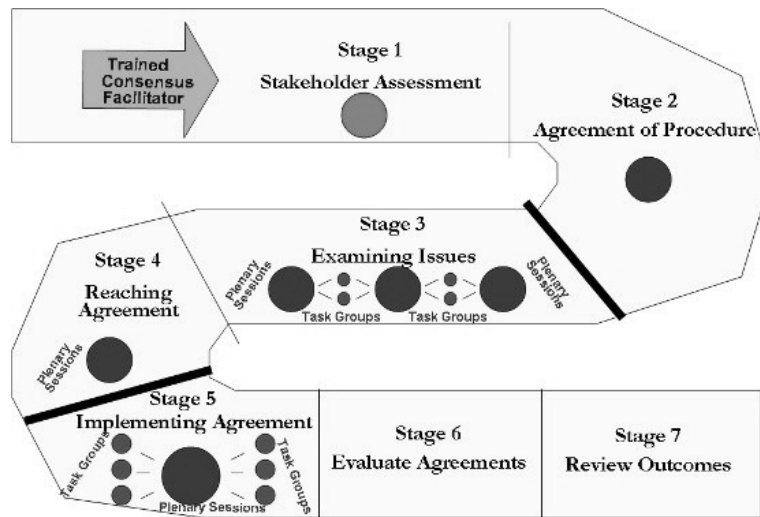 Trained
Consensus
Facilitator
Stage 1
Stakeholder Assessment
Stage 2
Agreement of Procedure
Stage 3
Examining Issues
Plenary
Sessions
Plenary
Sessions
Task Groups
Task Groups
Stage 4
Reaching
Agreement
Plenary
Sessions
Stage 5
Implementing Agreement
Task Groups
Task Groups
Plenary Sessions
Stage 6
Evaluate Agreements
Stage 7
Review Outcomes